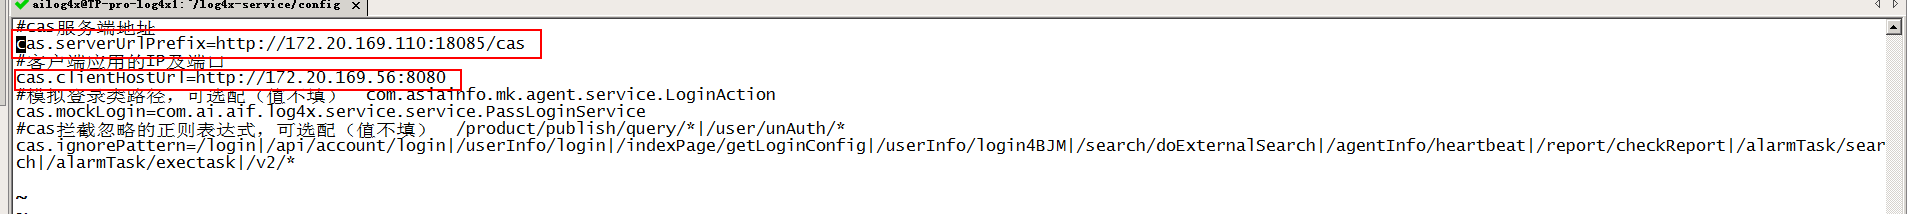 ailog4x@TP-pro-log4x1:~/log4x-service/config
#cas服务端地址
cas.serverUrlPrefix=http://172.20.169.110:18085/cas
#客户端应用的IP及端口
cas.clientHostUrl=http://172.20.169.56:8080
#模拟登录类路径，可选配（值不填） com.asiainfo.mk.agent.service.LoginAction
cas.mockLogin=com.ai.aif.log4x.service.service.PassLoginService
#cas拦截忽略的正则表达式，可选配（值不填） /product/publish/query/*|/user/unAuth/*
cas.ignorePattern=/login|/api/account/login|/userInfo/login|/indexPage/getLoginConfig|/userInfo/login4BJM|/search/doExternalSearch|/agentInfo/heartbeat|/report/checkReport|/alarmTask/sear
ch|/alarmTask/exectask|/v2/*
~